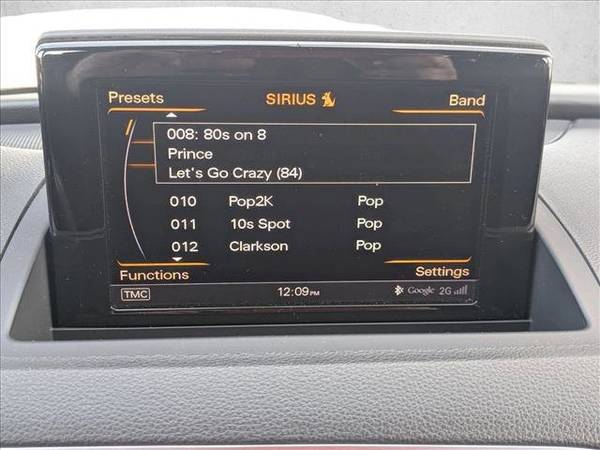 Presets
SIRIUS
Band
008: 80s on 8
Prince
Let's Go Crazy (84)
010 Pop2K Pop
011 10s Spot Pop
012 Clarkson Pop
Functions
Settings
TMC
12:09PM
Google 2G